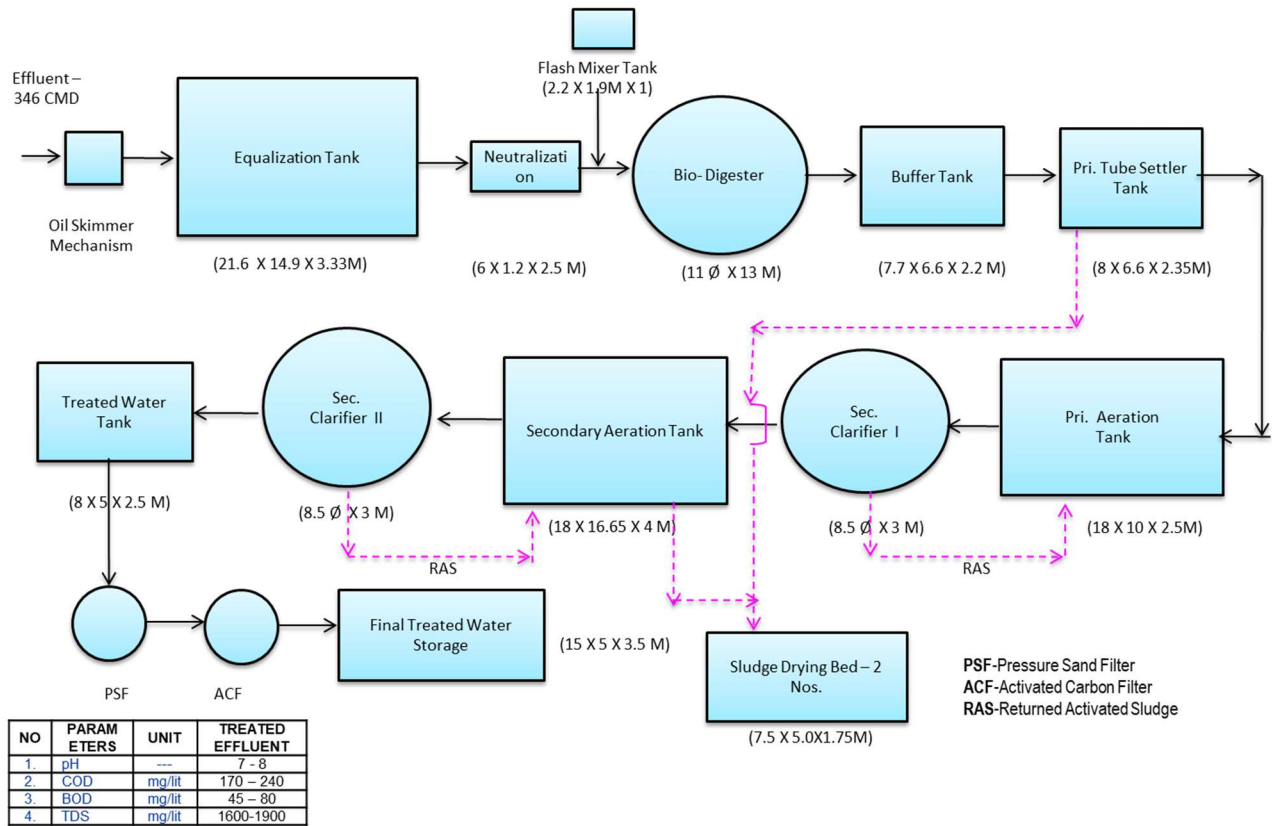 Effluent –
346 CMD
Oil Skimmer
Mechanism
Equalization Tank
(21.6 X 14.9 X 3.33M)
Neutralizati
on
(6 X 1.2 X 2.5 M)
Flash Mixer Tank
(2.2 X 1.9M X 1)
Bio- Digester
(11 Ø X 13 M)
Buffer Tank
(7.7 X 6.6 X 2.2 M)
Pri. Tube Settler
Tank
(8 X 6.6 X 2.35M)
Treated Water
Tank
(8 X 5 X 2.5 M)
Sec.
Clarifier II
(8.5 Ø X 3 M)
RAS
Secondary Aeration Tank
(18 X 16.65 X 4 M)
Sec.
Clarifier I
(8.5 Ø X 3 M)
RAS
Pri. Aeration
Tank
(18 X 10 X 2.5M)
PSF
ACF
Final Treated Water
Storage
(15 X 5 X 3.5 M)
Sludge Drying Bed – 2
Nos.
(7.5 X 5.0X1.75M)
PSF-Pressure Sand Filter
ACF-Activated Carbon Filter
RAS-Returned Activated Sludge
NO PARAM ETERS UNIT TREATED EFFLUENT
1. pH --- 7 - 8
2. COD mg/lit 170 – 240
3. BOD mg/lit 45 – 80
4. TDS mg/lit 1600-1900